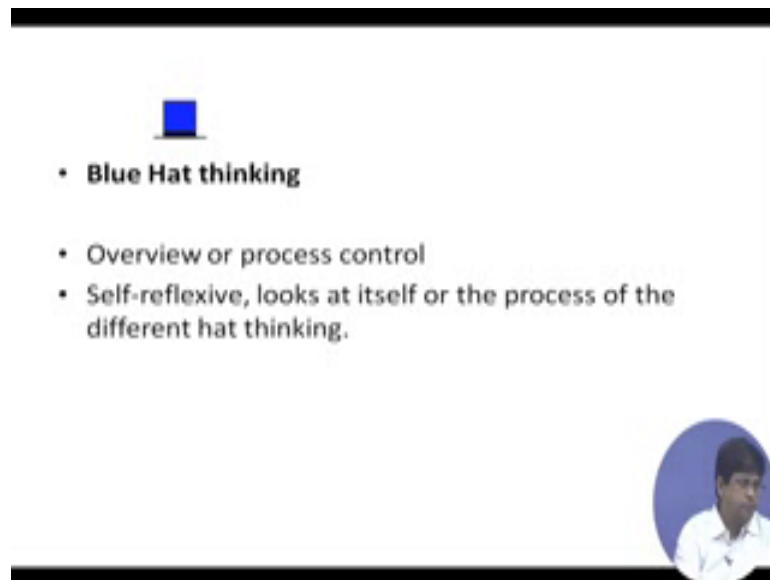 • Blue Hat thinking
• Overview or process control
• Self-reflexive, looks at itself or the process of the
different hat thinking.